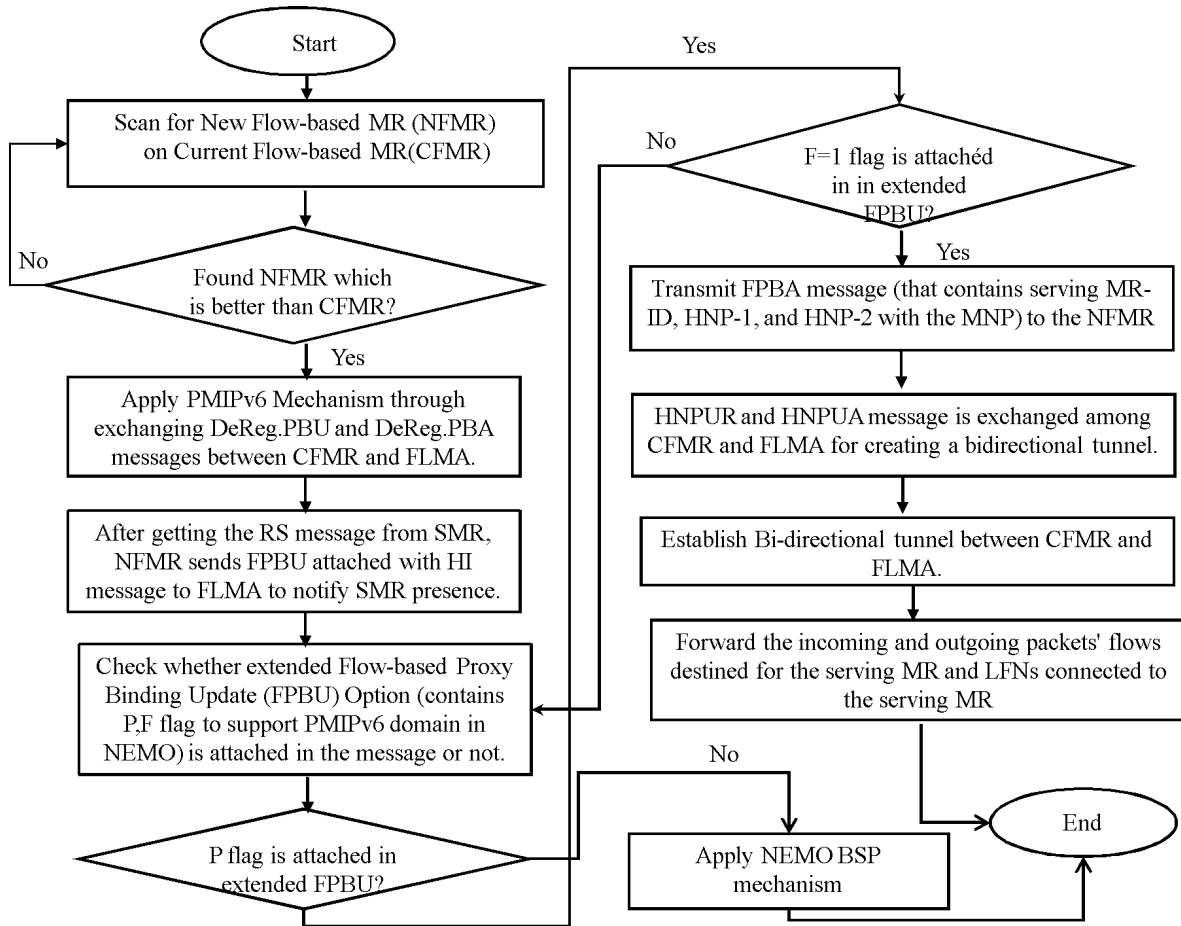 Start
Scan for New Flow-based MR (NFMR)
on Current Flow-based MR(CFMR)
No
Found NFMR which
is better than CFMR?
Yes
Apply PMIPv6 Mechanism through
exchanging DeReg.PBU and DeReg.PBA
messages between CFMR and FLMA.
After getting the RS message from SMR,
NFMR sends FPBU attached with HI
message to FLMA to notify SMR presence.
Check whether extended Flow-based Proxy
Binding Update (FPBU) Option (contains
P,F flag to support PMIPv6 domain in
NEMO) is attached in the message or not.
P flag is attached in
extended FPBU?
Yes
No
F=1 flag is attachéd
in in extended
FPBU?
Yes
Transmit FPBA message (that contains serving MR-
ID, HNP-1, and HNP-2 with the MNP) to the NFMR
HNPUR and HNPUA message is exchanged among
CFMR and FLMA for creating a bidirectional tunnel.
Establish Bi-directional tunnel between CFMR and
FLMA.
Forward the incoming and outgoing packets' flows
destined for the serving MR and LFNs connected to
the serving MR
No
Apply NEMO BSP
mechanism
End